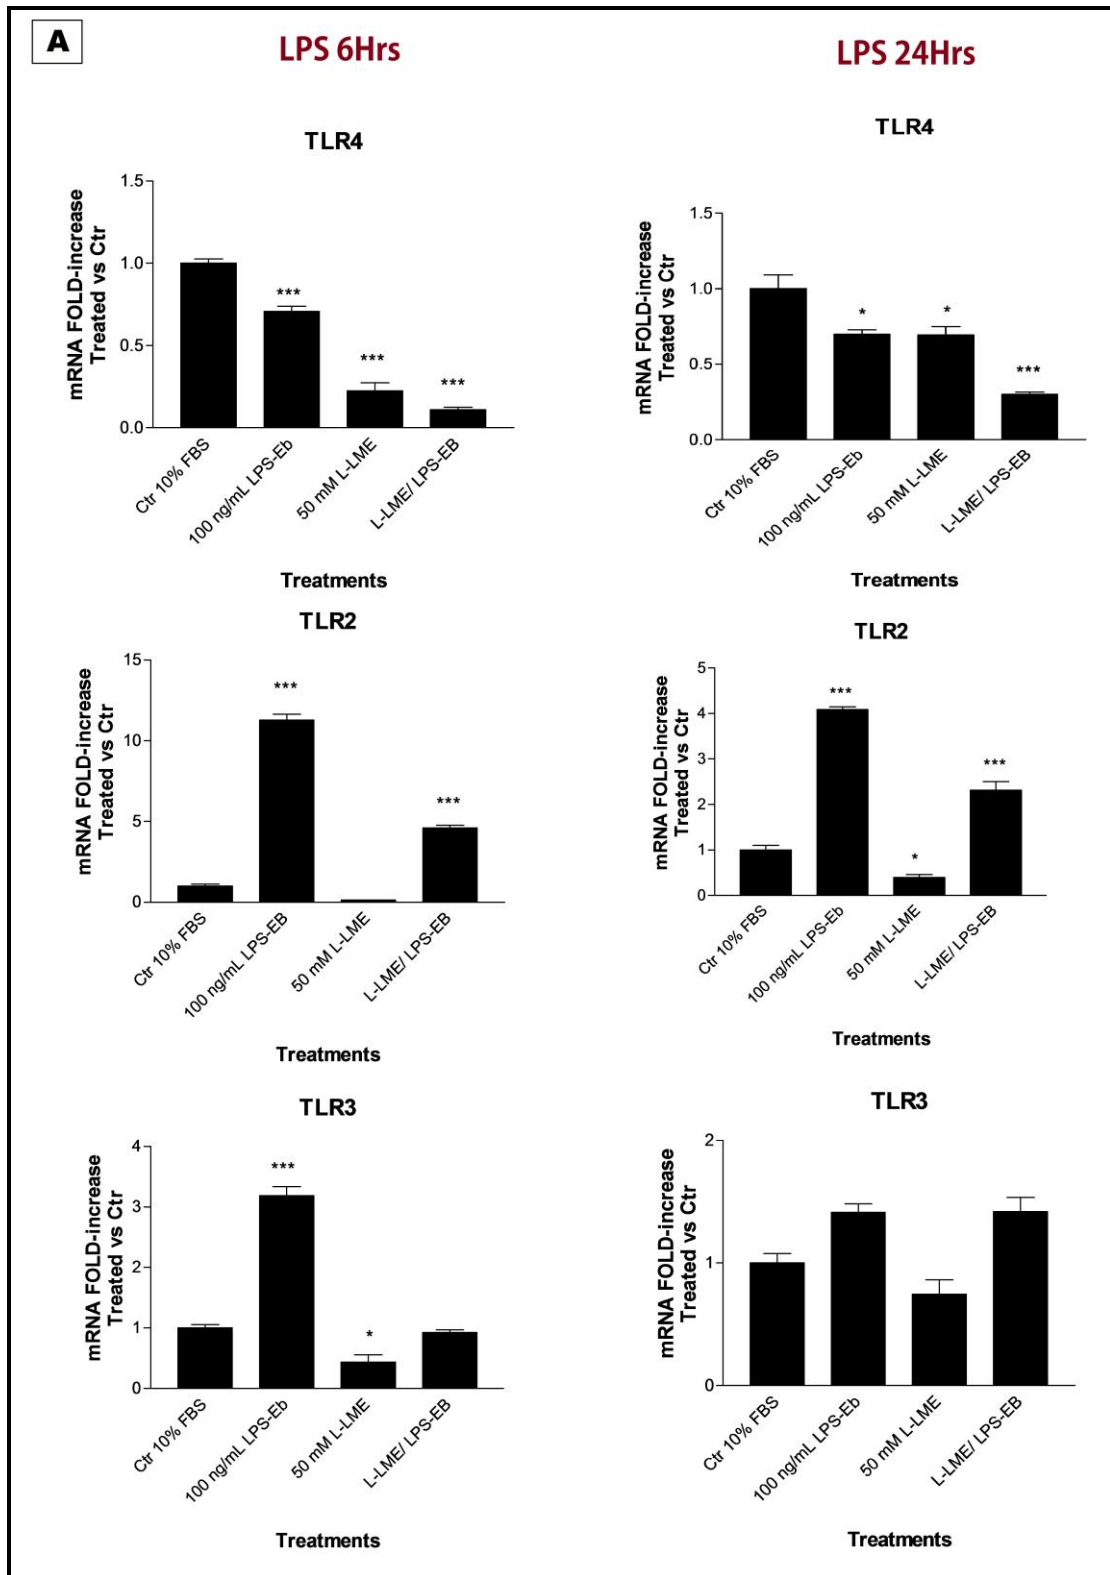 A
LPS 6Hrs
LPS 24Hrs
TLR4
mRNA FOLD-increase
Treated vs Ctr
1.5
1.0
0.5
0.0
***
***
***
Ctr 10% FBS
100 ng/mL LPS-Eb
50 mM L-LME
L-LME/ LPS-EB
Treatments
TLR4
mRNA FOLD-increase
Treated vs Ctr
1.5
1.0
0.5
0.0
*
*
***
Ctr 10% FBS
100 ng/mL LPS-Eb
50 mM L-LME
L-LME/ LPS-EB
Treatments
TLR2
mRNA FOLD-increase
Treated vs Ctr
15
10
5
0
***
***
Ctr 10% FBS
100 ng/mL LPS-EB
50 mM L-LME
L-LME/ LPS-EB
Treatments
TLR2
mRNA FOLD-increase
Treated vs Ctr
5
4
3
2
1
0
***
*
***
Ctr 10% FBS
100 ng/mL LPS-Eb
50 mM L-LME
L-LME/ LPS-EB
Treatments
TLR3
mRNA FOLD-increase
Treated vs Ctr
4
3
2
1
0
***
*
Ctr 10% FBS
100 ng/mL LPS-Eb
50 mM L-LME
L-LME/ LPS-EB
Treatments
TLR3
mRNA FOLD-increase
Treated vs Ctr
2
1
0
Ctr 10% FBS
100 ng/mL LPS-Eb
50 mM L-LME
L-LME/ LPS-EB
Treatments